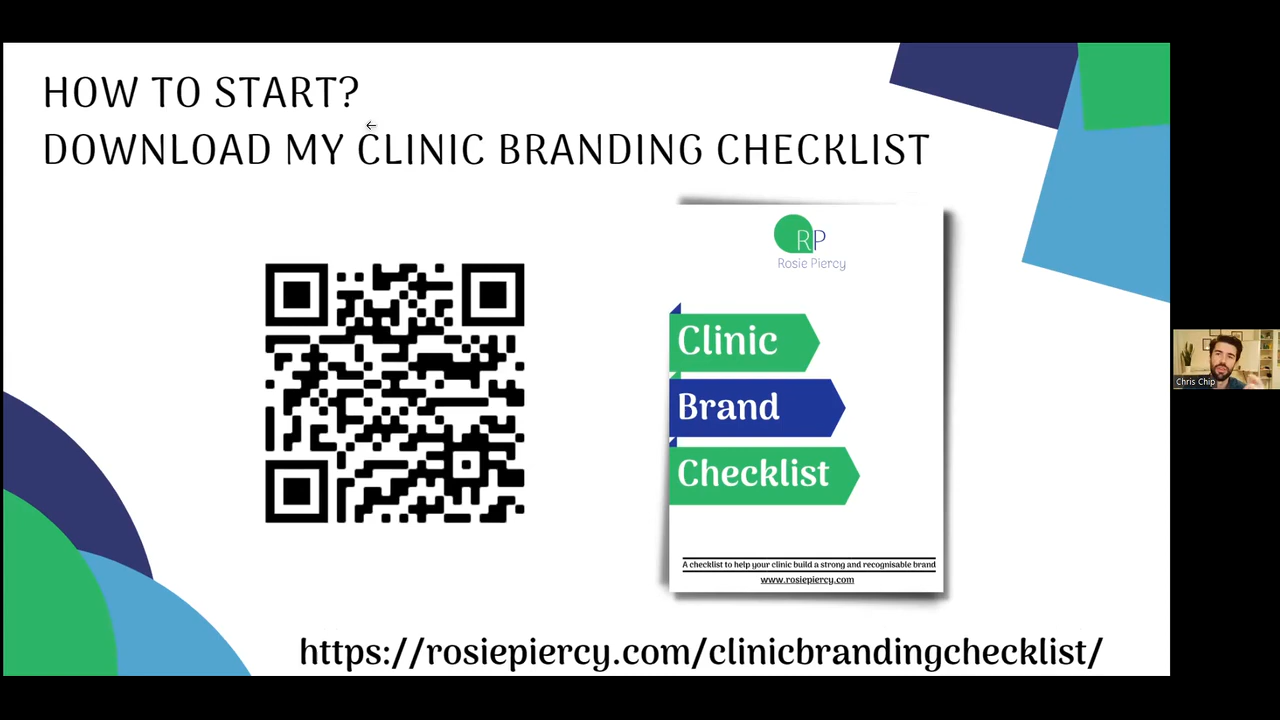 HOW TO START?
DOWNLOAD MY CLINIC BRANDING CHECKLIST
RP
Rosie Piercy
Clinic
Brand
Checklist
A checklist to help your clinic build a strong and recognisable brand
www.rosiepiercy.com
Chris Chip
https://rosiepiercy.com/clinicbrandingchecklist/